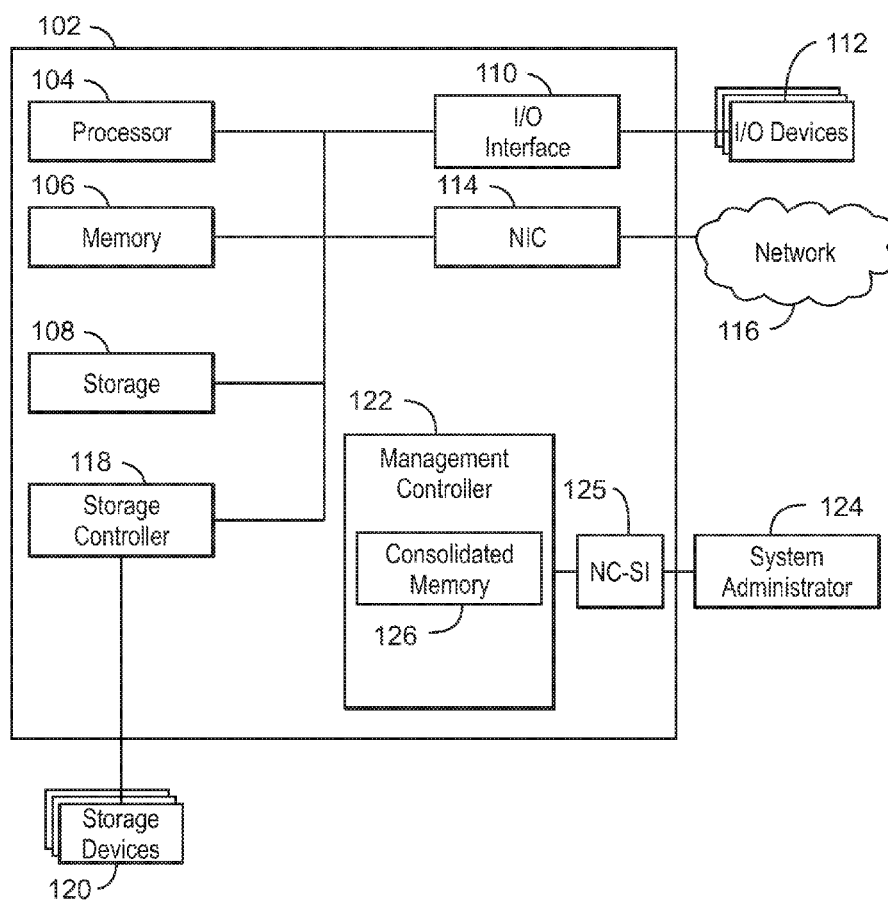 102
104
Processor
110
I/O
Interface
112
I/O Devices
106
Memory
114
NIC
Network
116
108
Storage
122
Management
Controller
118
Storage
Controller
125
124
Consolidated
Memory
126
NC-SI
System
Administrator
Storage
Devices
120